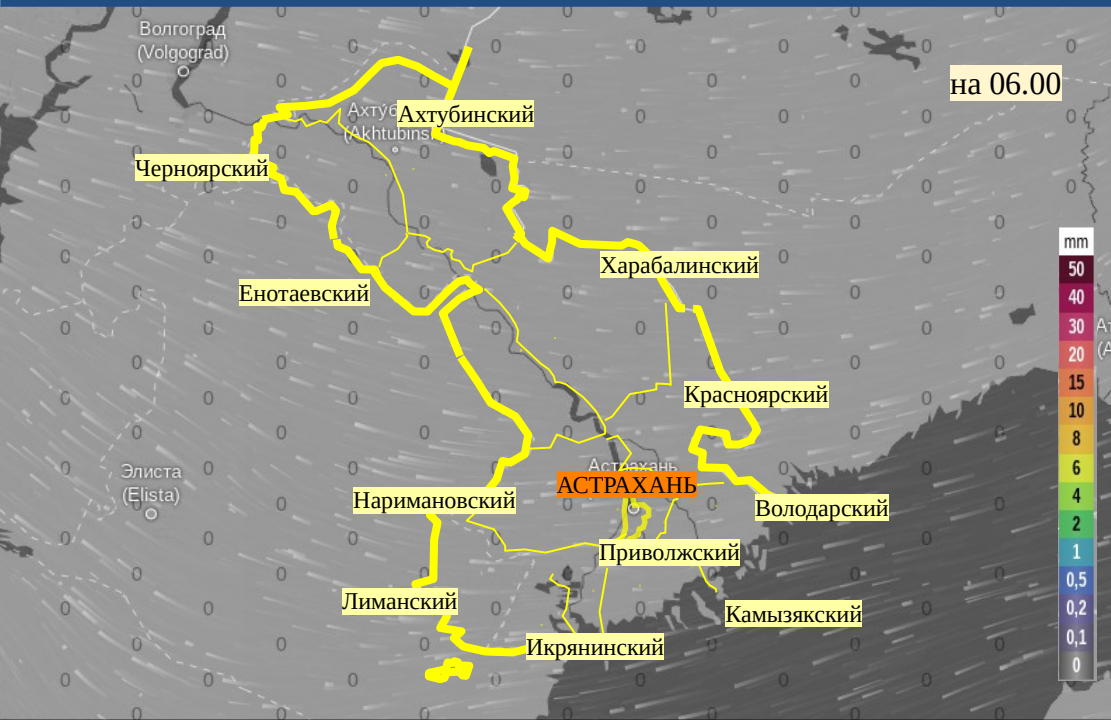 Волгоград
(Volgograd)
на 06.00
Ахтубинский
(Akhtubinsk)
Черноярский
mm
50
40
30
20
15
10
8
6
4
2
1
0,5
0,2
0,1
0
Харабалинский
Енотаевский
Красноярский
Элиста
(Elista)
Астрахань
АСТРАХАНЬ
Наримановский
Володарский
Приволжский
Лиманский
Камызякский
Икрянинский